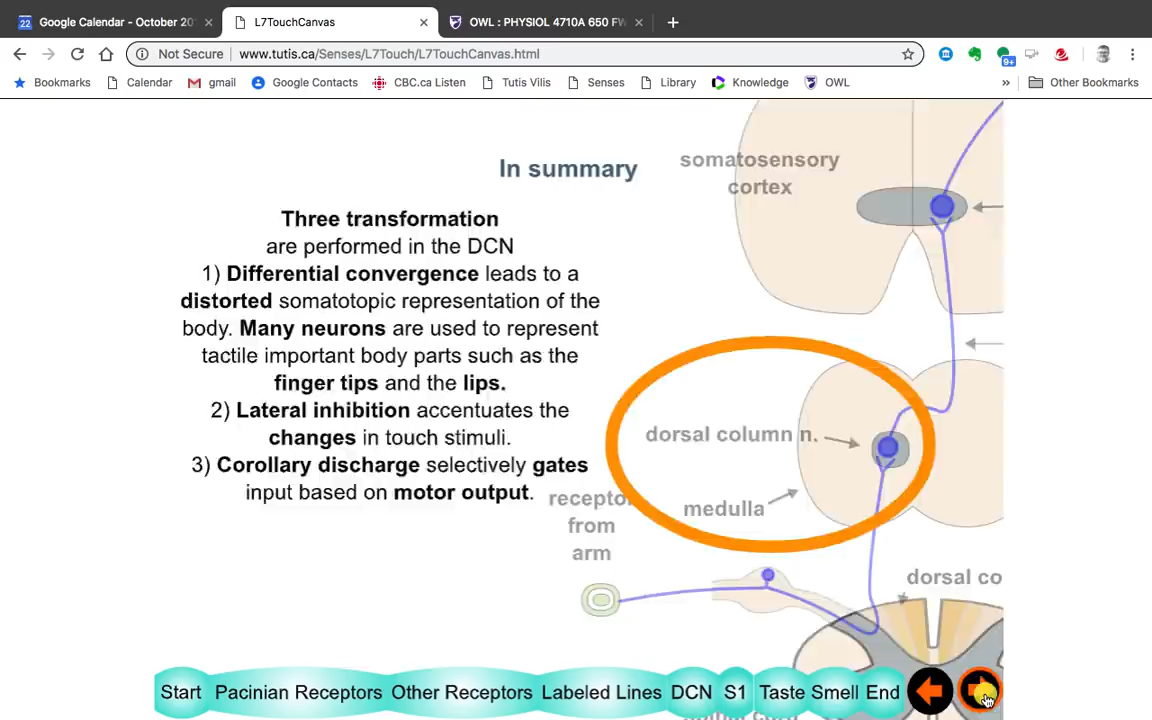 Google Calendar - October 20
L7TouchCanvas
OWL : PHYSIOL 4710A 650 FW
Not Secure
www.tutis.ca/Senses/L7Touch/L7TouchCanvas.html
9+
Bookmarks
Calendar
gmail
Google Contacts
CBC.ca Listen
Tutis Vilis
Senses
Library
Knowledge
OWL
»
Other Bookmarks
In summary
somatosensory
cortex
Three transformation
are performed in the DCN
1) Differential convergence leads to a
distorted somatotopic representation of the
body. Many neurons are used to represent
tactile important body parts such as the
finger tips and the lips.
2) Lateral inhibition accentuates the
changes in touch stimuli.
3) Corollary discharge selectively gates
input based on motor output.
dorsal column n.
medulla
receptor
from
arm
dorsal co
Start
Pacinian Receptors
Other Receptors
Labeled Lines
DCN
S1
Taste
Smell
End